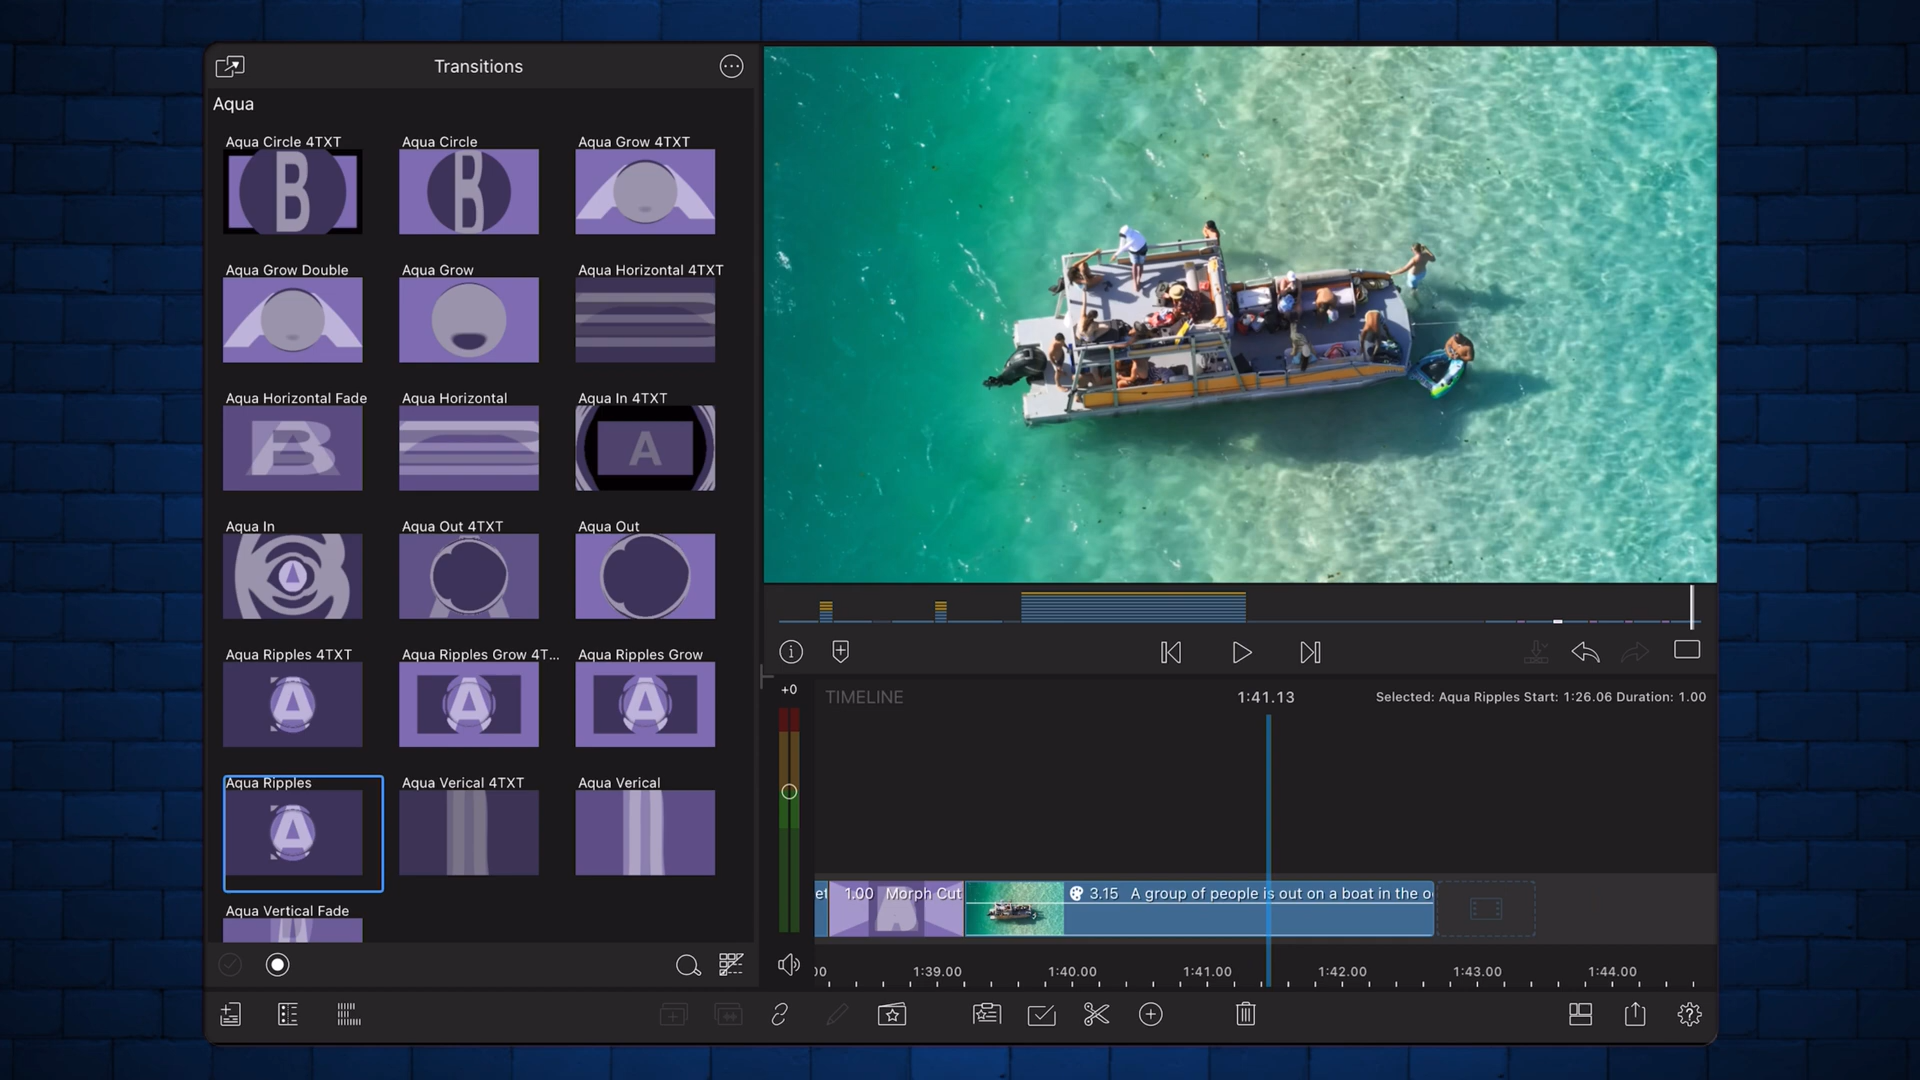 Transitions
Aqua
Aqua Circle 4TXT
Aqua Circle
Aqua Grow 4TXT
B
B
Aqua Grow Double
Aqua Grow
Aqua Horizontal 4TXT
Aqua Horizontal Fade
Aqua Horizontal
Aqua In 4TXT
B
A
Aqua In
Aqua Out 4TXT
Aqua Out
A
Aqua Ripples 4TXT
Aqua Ripples Grow 4T...
Aqua Ripples Grow
A
A
A
Aqua Ripples
Aqua Verical 4TXT
Aqua Verical
A
Aqua Vertical Fade
+0
TIMELINE
1:41.13
Selected: Aqua Ripples Start: 1:26.06 Duration: 1.00
et
1.00 Morph Cut
3.15 A group of people is out on a boat in the o
00
1:39.00
1:40.00
1:41.00
1:42.00
1:43.00
1:44.00